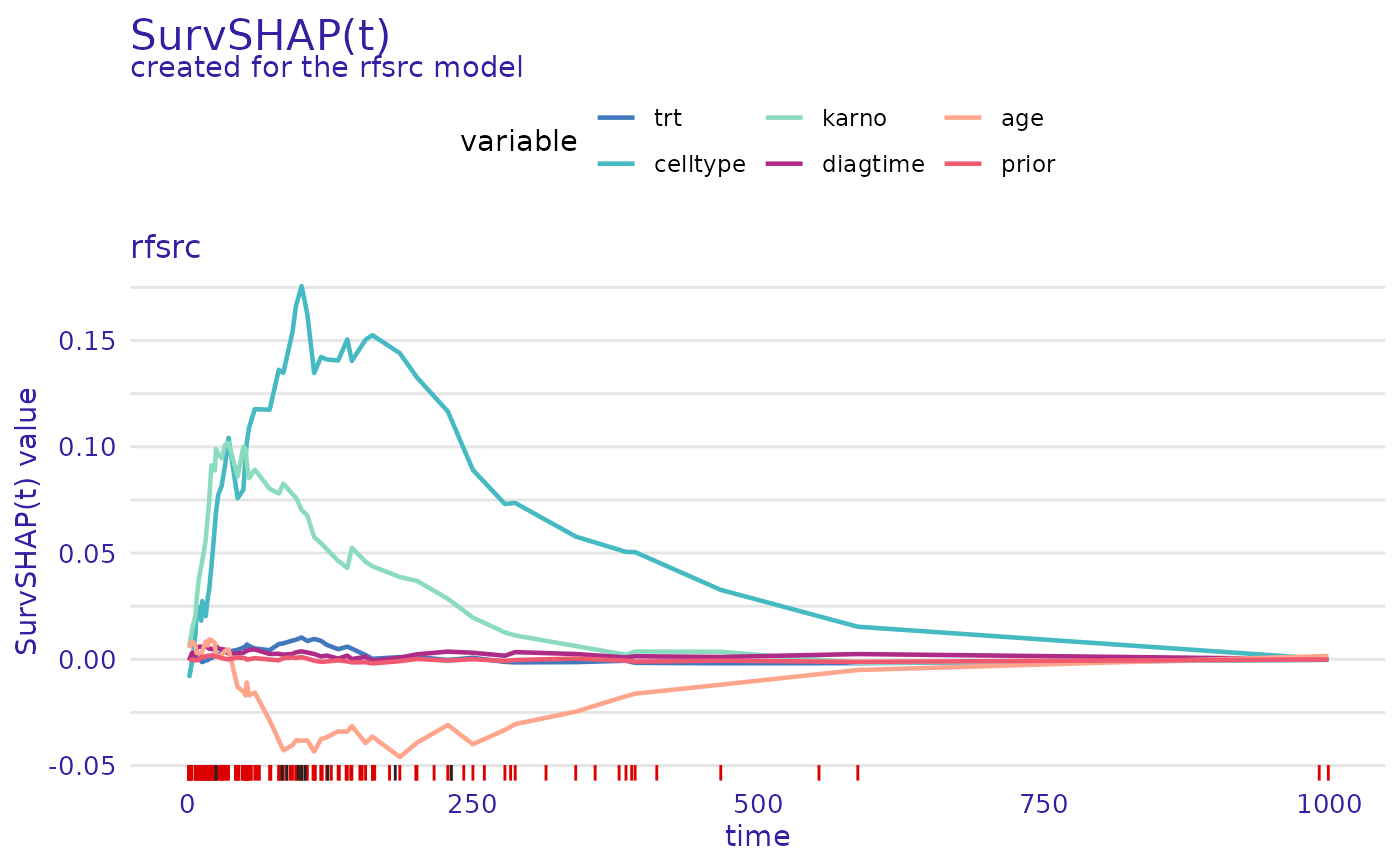 SurvSHAP(t)
created for the rfsrc model
variable
trt
karno
age
celltype
diagtime
prior
rfsrc
SurvSHAP(t) value
0.15
0.10
0.05
0.00
-0.05
0
250
500
750
1000
time